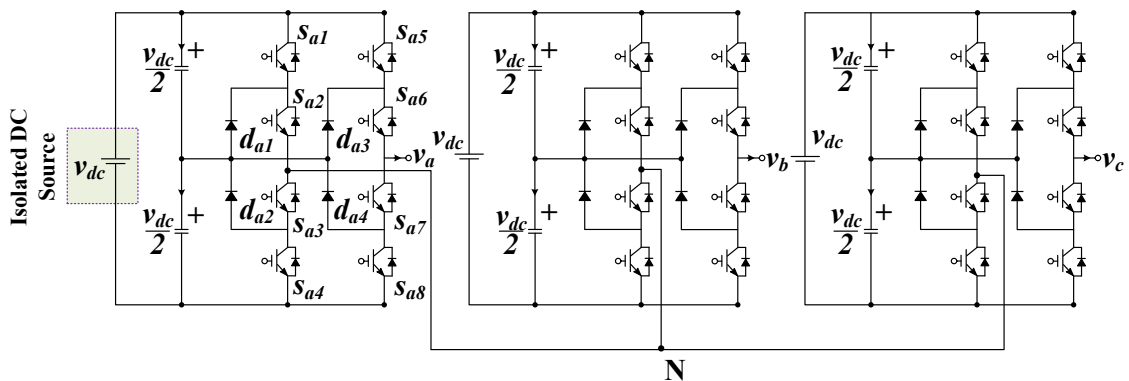 Isolated DC
Source
v_dc
v_dc/2
v_dc/2
s_a1
s_a2
s_a3
s_a4
d_a1
d_a2
d_a3
d_a4
s_a5
s_a6
s_a7
s_a8
+
+
v_a
v_dc
v_dc/2
v_dc/2
+
+
v_b
v_dc
v_dc/2
v_dc/2
+
+
v_c
N